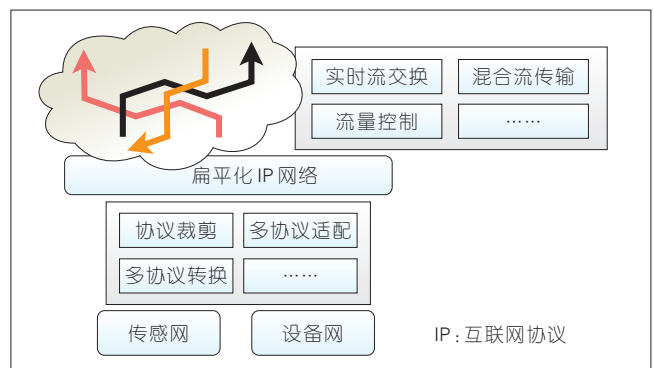 实时流交换
混合流传输
流量控制
……
扁平化IP网络
协议裁剪
多协议适配
多协议转换
……
传感网
设备网
IP:互联网协议